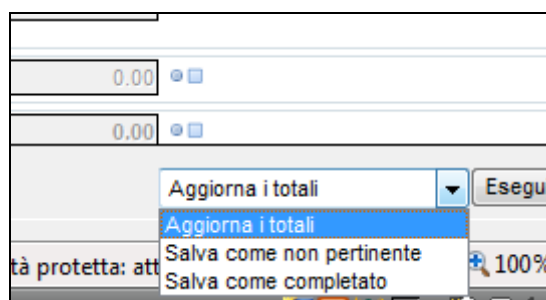 0.00
0,00
Aggiorna i totali Esegu
Aggiorna i totali
Salva come non pertinente
tà protetta: att 100%
Salva come completato